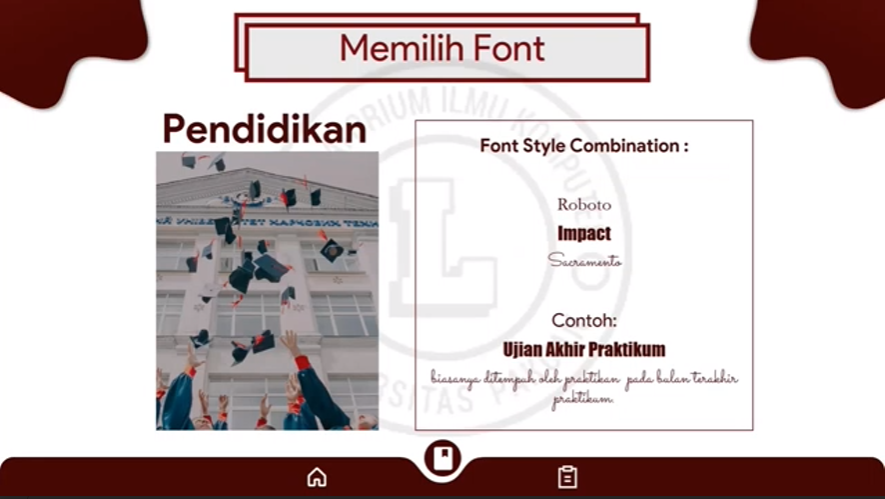 Memilih Font
Pendidikan
Font Style Combination :
Roboto
Impact
Sacramento
Contoh:
Ujian Akhir Praktikum
biasanya ditempuh oleh praktikan pada bulan terakhir
praktikum.